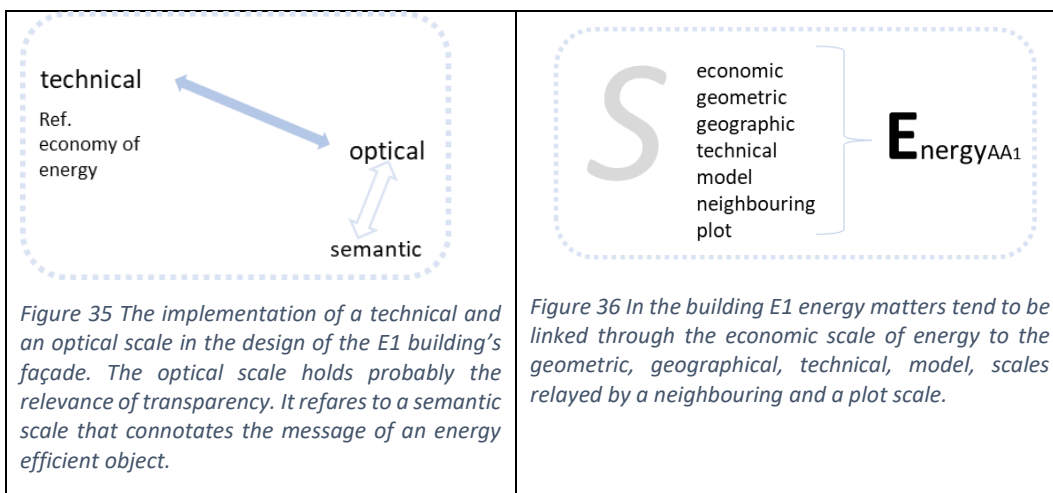 technical
Ref.
economy of
energy
optical
semantic
Figure 35 The implementation of a technical and
an optical scale in the design of the E1 building’s
façade. The optical scale holds probably the
relevance of transparency. It refares to a semantic
scale that connotates the message of an energy
efficient object.
S
economic
geometric
geographic
technical
model
neighbouring
plot
EnergyAA1
Figure 36 In the building E1 energy matters tend to be
linked through the economic scale of energy to the
geometric, geographical, technical, model, scales
relayed by a neighbouring and a plot scale.